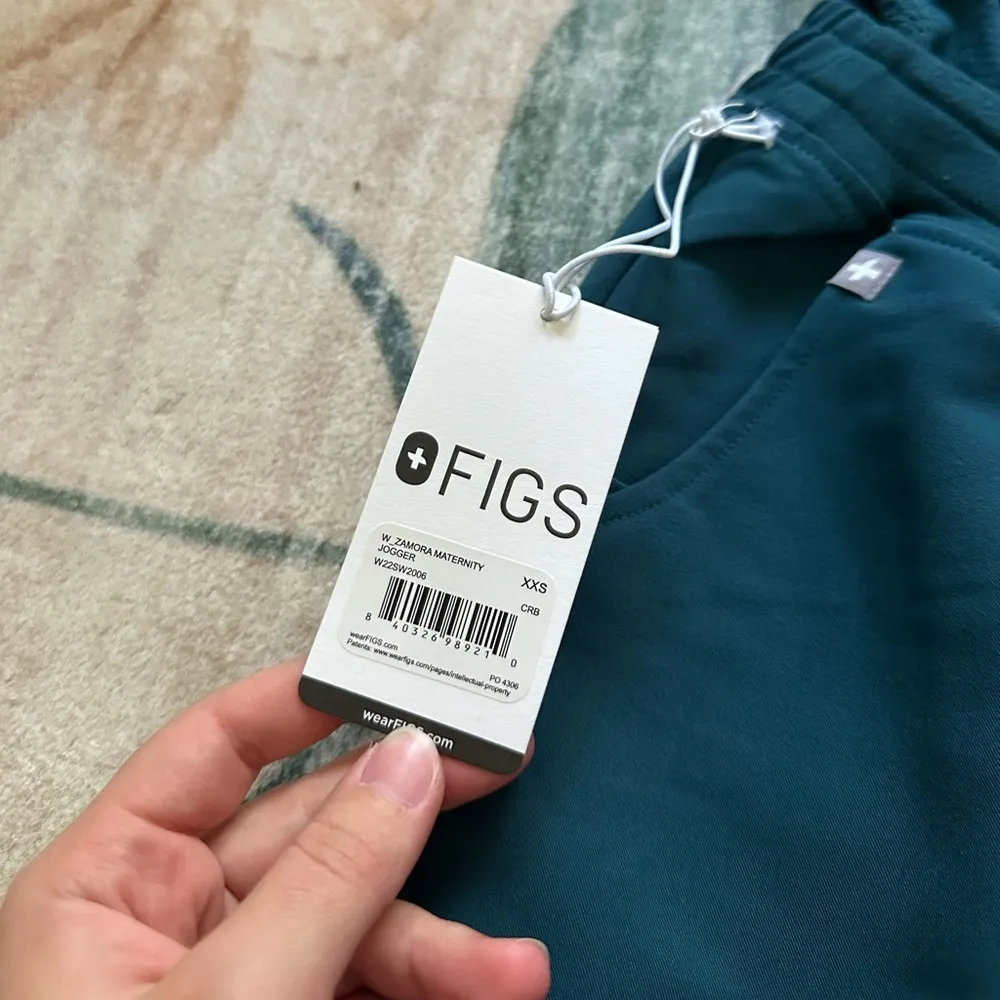 FIGS
W_ZAMORA MATERNITY
JOGGER
XXS
W22SW2006
CRB
8 40326 98921 0
wearFIGS.com
PO 4306
Patents: www.wearfigs.com/pages/intellectual-property
wearFIGS.com